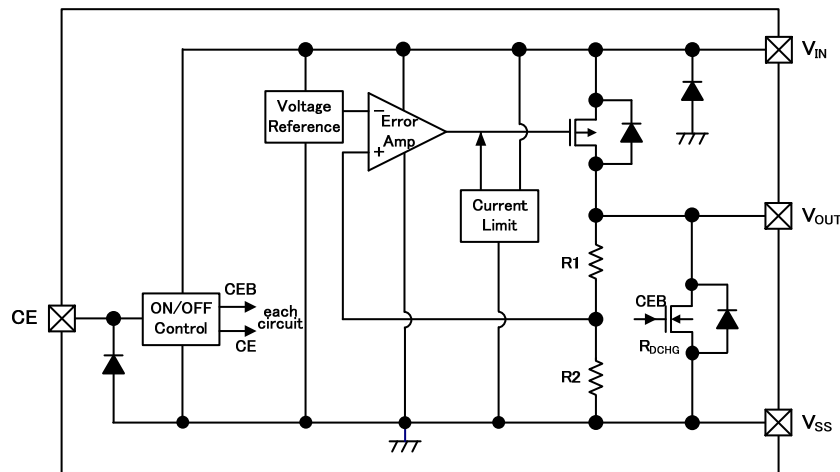 VIN
Voltage
Reference
−
Error
Amp
+
Current
Limit
VOUT
R1
CEB
CE
ON/OFF
Control
each
circuit
CE
CEB
RDCHG
R2
VSS